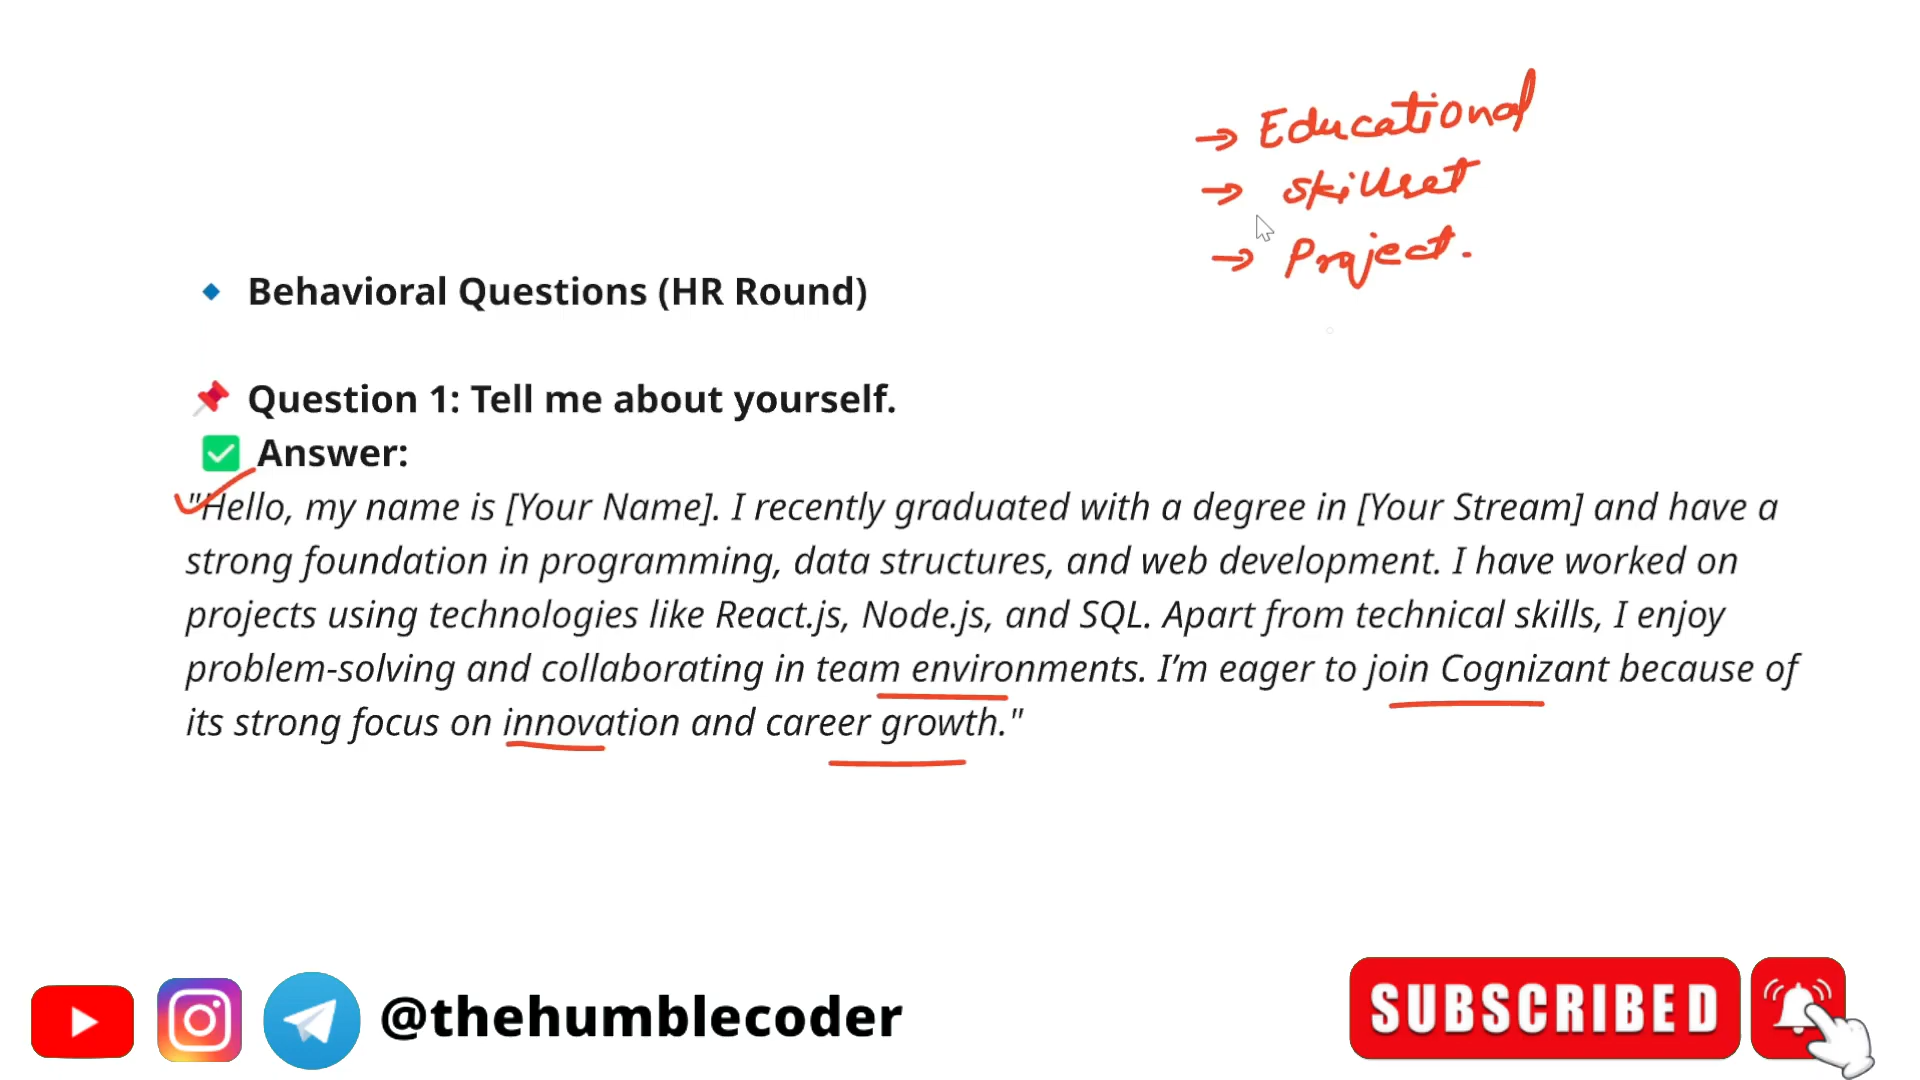 → Educational
→ skillset
→ Project.
Behavioral Questions (HR Round)
Question 1: Tell me about yourself.
Answer:
"Hello, my name is [Your Name]. I recently graduated with a degree in [Your Stream] and have a
strong foundation in programming, data structures, and web development. I have worked on
projects using technologies like React.js, Node.js, and SQL. Apart from technical skills, I enjoy
problem-solving and collaborating in team environments. I’m eager to join Cognizant because of
its strong focus on innovation and career growth."
@thehumblecoder
SUBSCRIBED